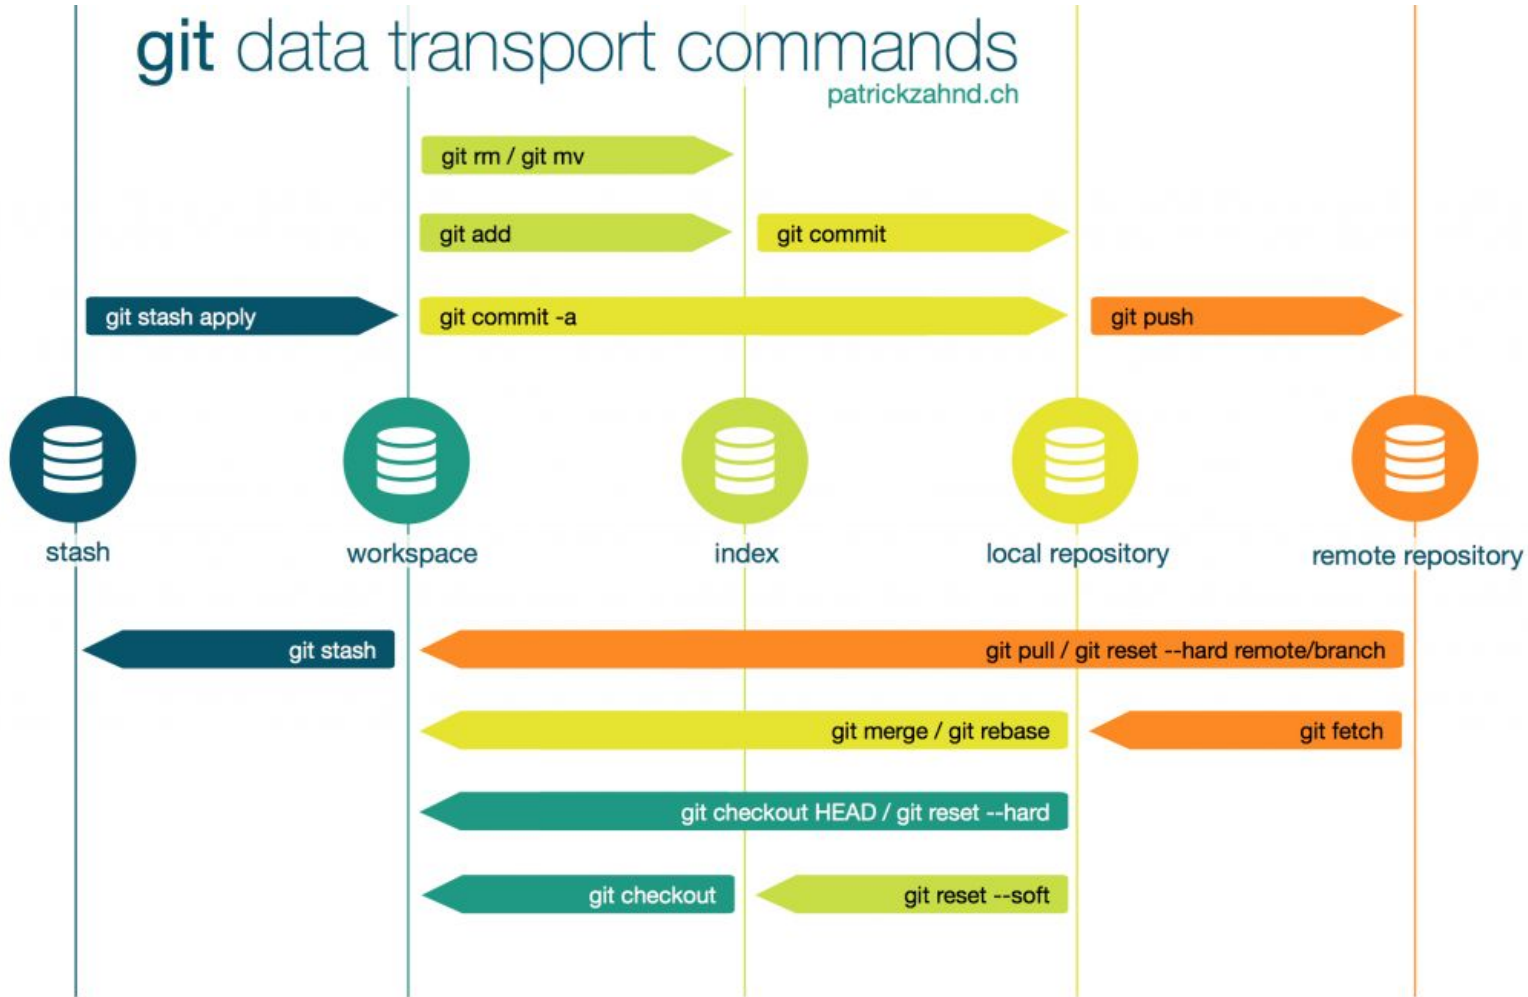 git data transport commands
patrickzahnd.ch
git rm / git mv
git add
git commit
git stash apply
git commit -a
git push
stash
workspace
index
local repository
remote repository
git stash
git pull / git reset --hard remote/branch
git merge / git rebase
git fetch
git checkout HEAD / git reset --hard
git checkout
git reset --soft